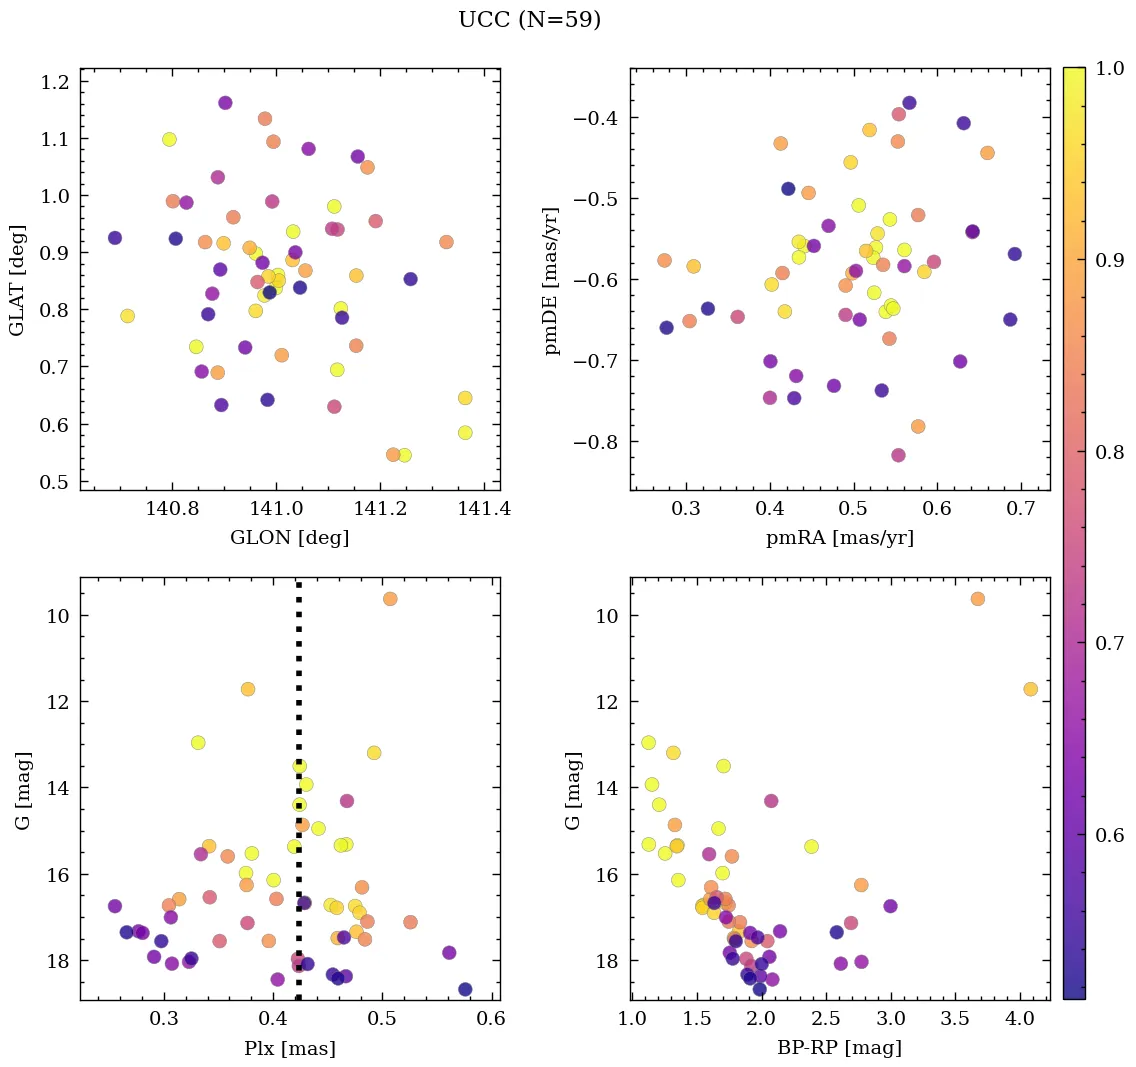 UCC (N=59)
1.2
1.1
1.0
0.9
0.8
0.7
0.6
0.5
GLAT [deg]
140.8 141.0 141.2 141.4
GLON [deg]
−0.4
−0.5
−0.6
−0.7
−0.8
pmDE [mas/yr]
0.3 0.4 0.5 0.6 0.7
pmRA [mas/yr]
10
12
14
16
18
G [mag]
0.3 0.4 0.5 0.6
Plx [mas]
10
12
14
16
18
G [mag]
1.0 1.5 2.0 2.5 3.0 3.5 4.0
BP-RP [mag]
1.0
0.9
0.8
0.7
0.6